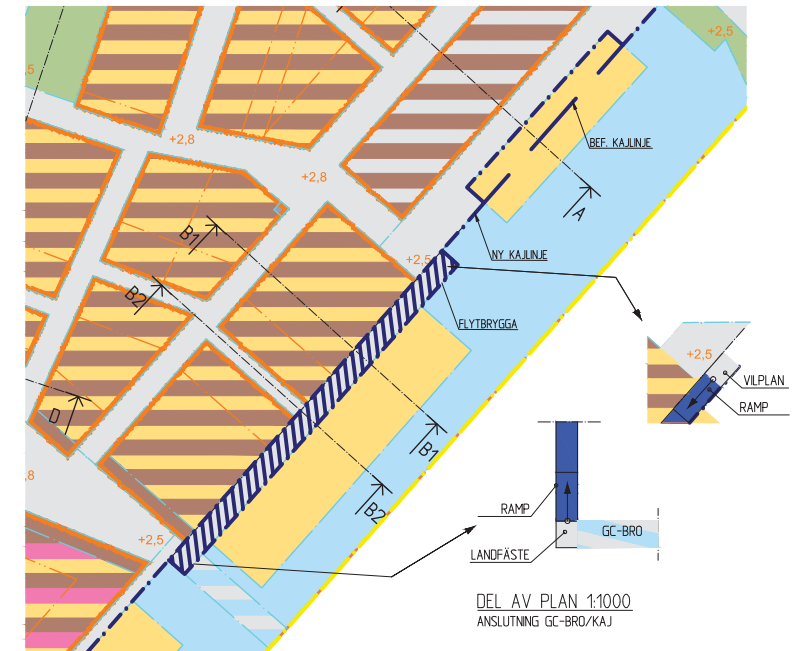 +2,5
,5
+2,8
BEF. KAJLINJE
+2,8
A
B1
+2,5
NY KAJLINJE
B2
FLYTBRYGGA
+2,5
VILPLAN
RAMP
D
B1
,8
B2
RAMP
GC-BRO
+2,5
LANDFÄSTE
DEL AV PLAN 1:1000
ANSLUTNING GC-BRO/KAJ